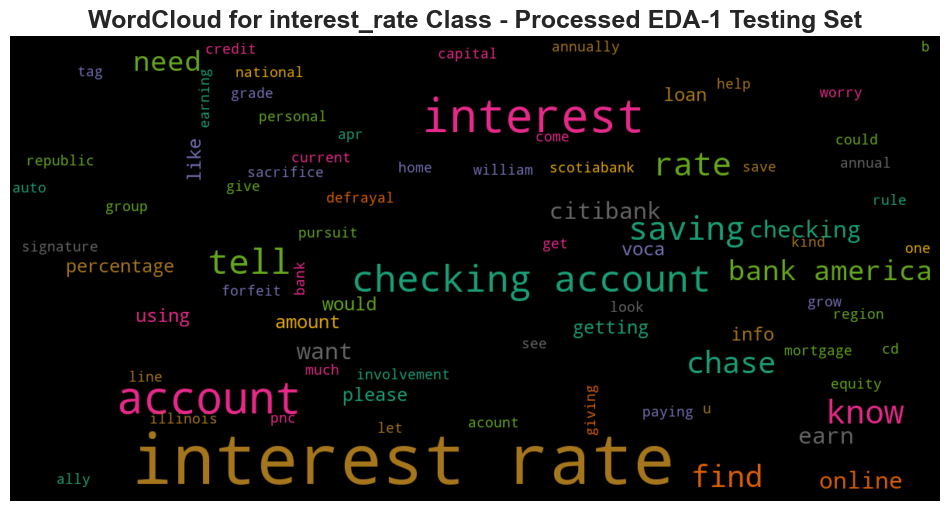 WordCloud for interest_rate Class - Processed EDA-1 Testing Set
credit
capital
annually
b
need
tag
national
earning
grade
loan
help
worry
interest
personal
apr
come
could
like
republic
current
sacrifice
home
william
scotiabank
rate
save
annual
auto
give
defrayal
group
citibank
rule
saving
checking
signature
pursuit
get
voca
kind
one
percentage
tell
bank
checking account
bank america
forfeit
would
look
grow
region
using
amount
getting
info
see
want
chase
mortgage
cd
line
much
involvement
equity
account
please
giving
paying
u
know
illinois
pnc
let
acount
earn
interest rate
ally
find
online